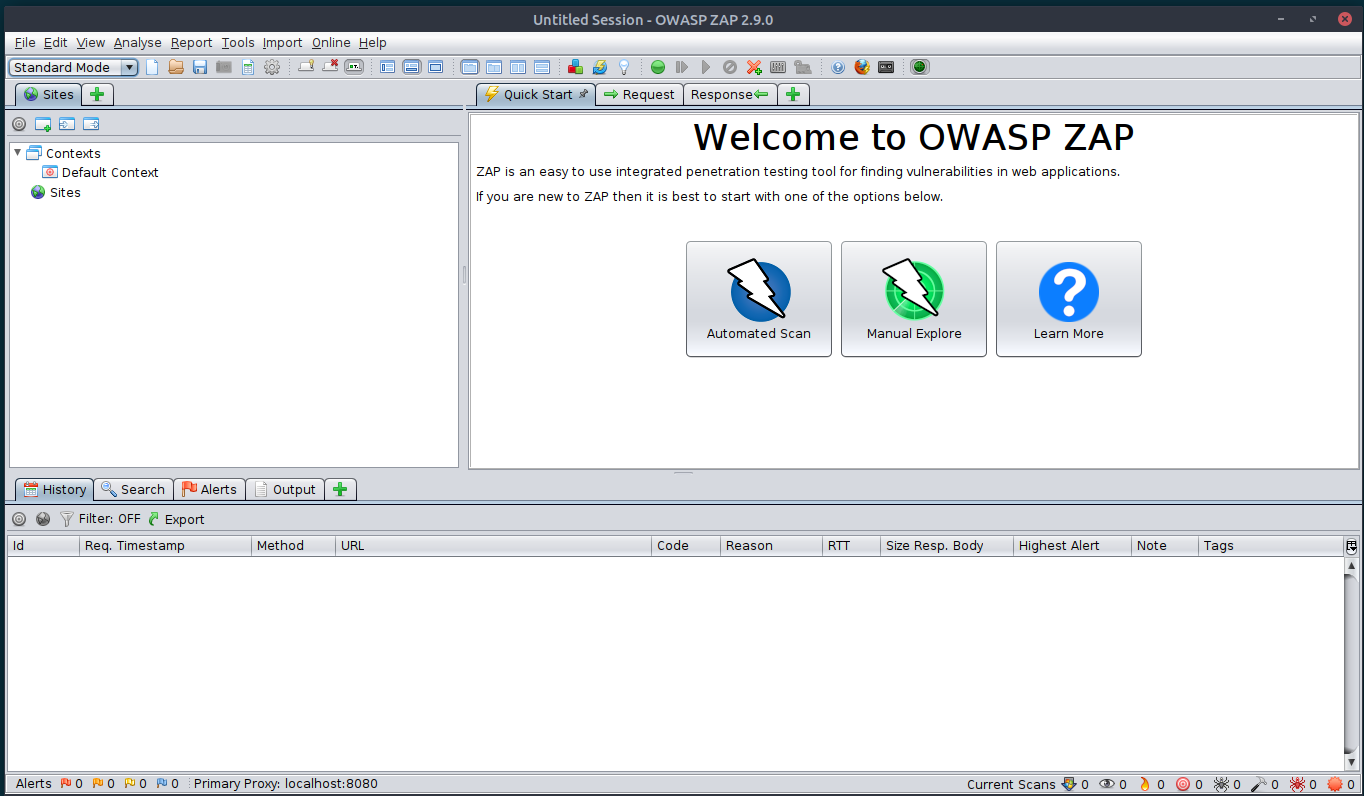 Untitled Session - OWASP ZAP 2.9.0
File Edit View Analyse Report Tools Import Online Help
Standard Mode
Sites
Quick Start Request Response
Contexts
Default Context
Sites
Welcome to OWASP ZAP
ZAP is an easy to use integrated penetration testing tool for finding vulnerabilities in web applications.
If you are new to ZAP then it is best to start with one of the options below.
Automated Scan Manual Explore Learn More
History Search Alerts Output
Filter: OFF Export
Id Req. Timestamp Method URL Code Reason RTT Size Resp. Body Highest Alert Note Tags
Alerts 0 0 0 0 Primary Proxy: localhost:8080 Current Scans 0 0 0 0 0 0 0 0